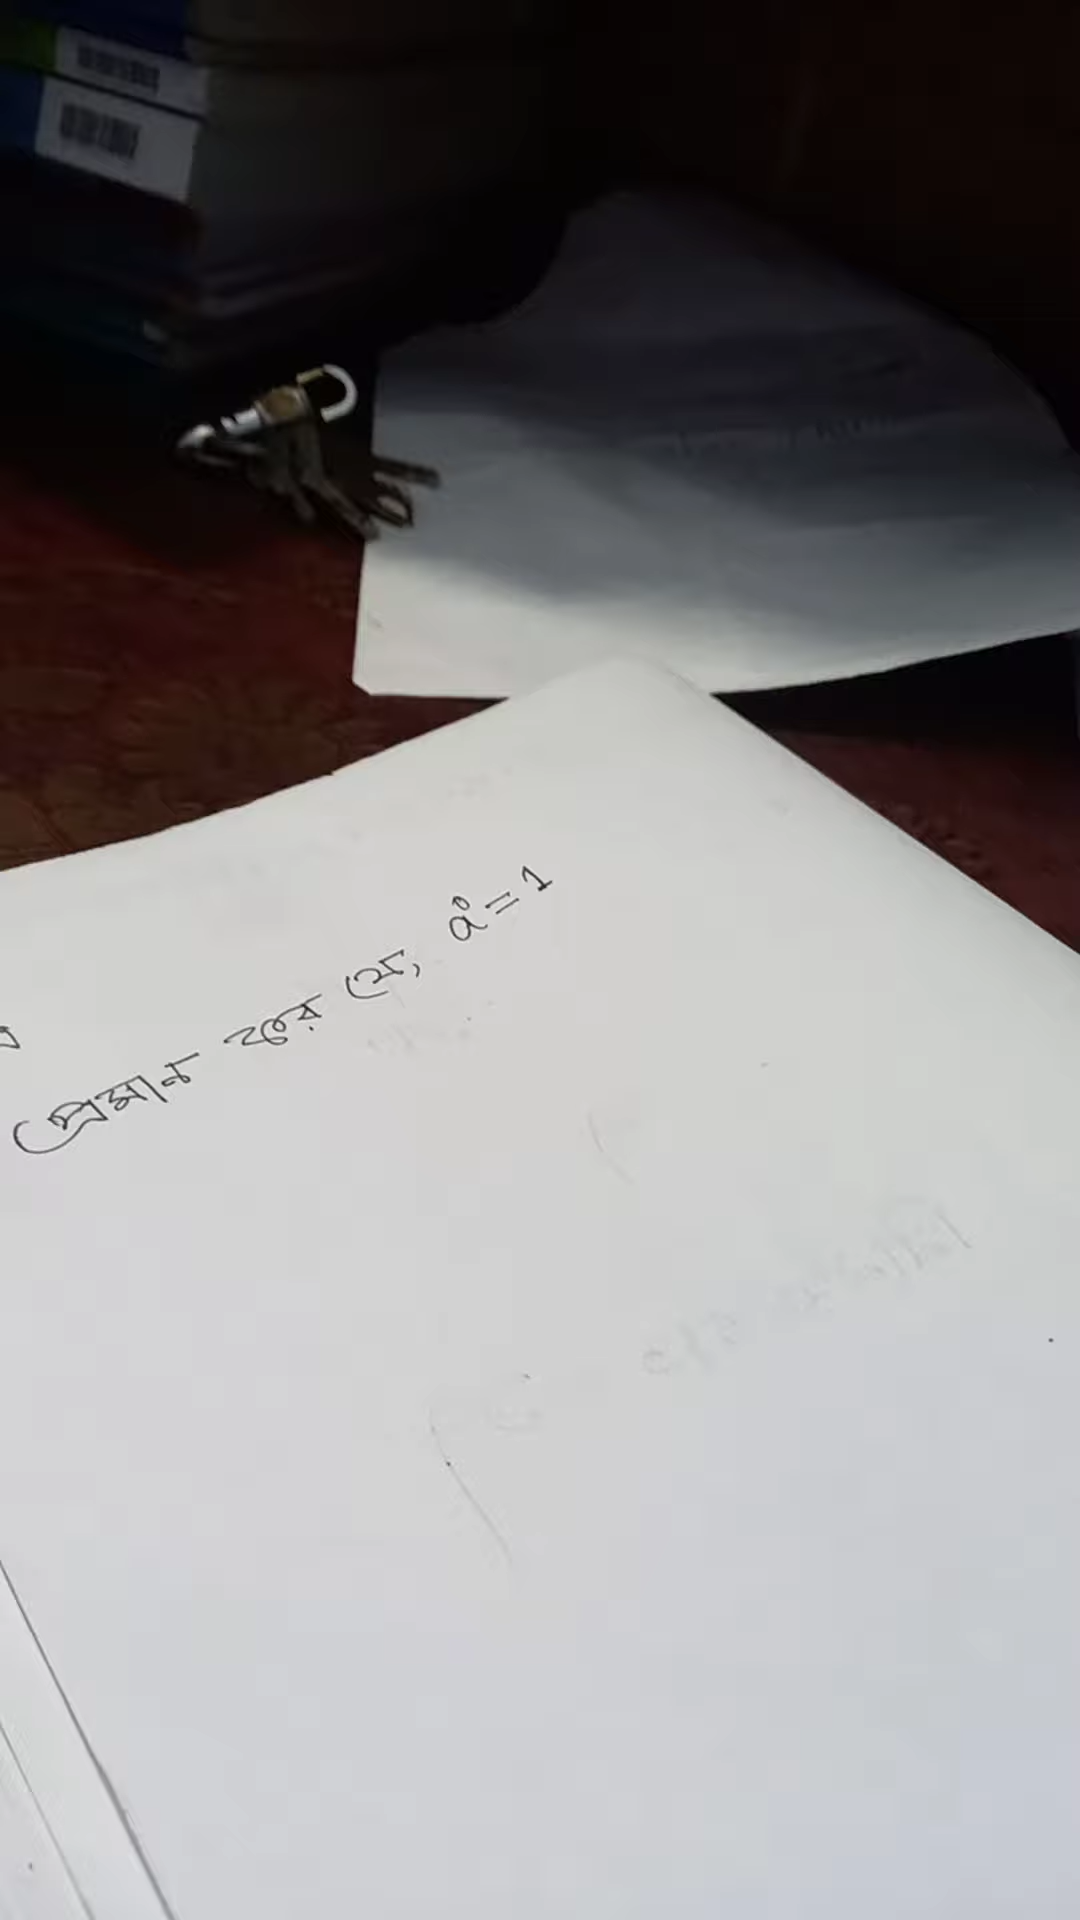 প্রমান করো যে, a⁰ = 1